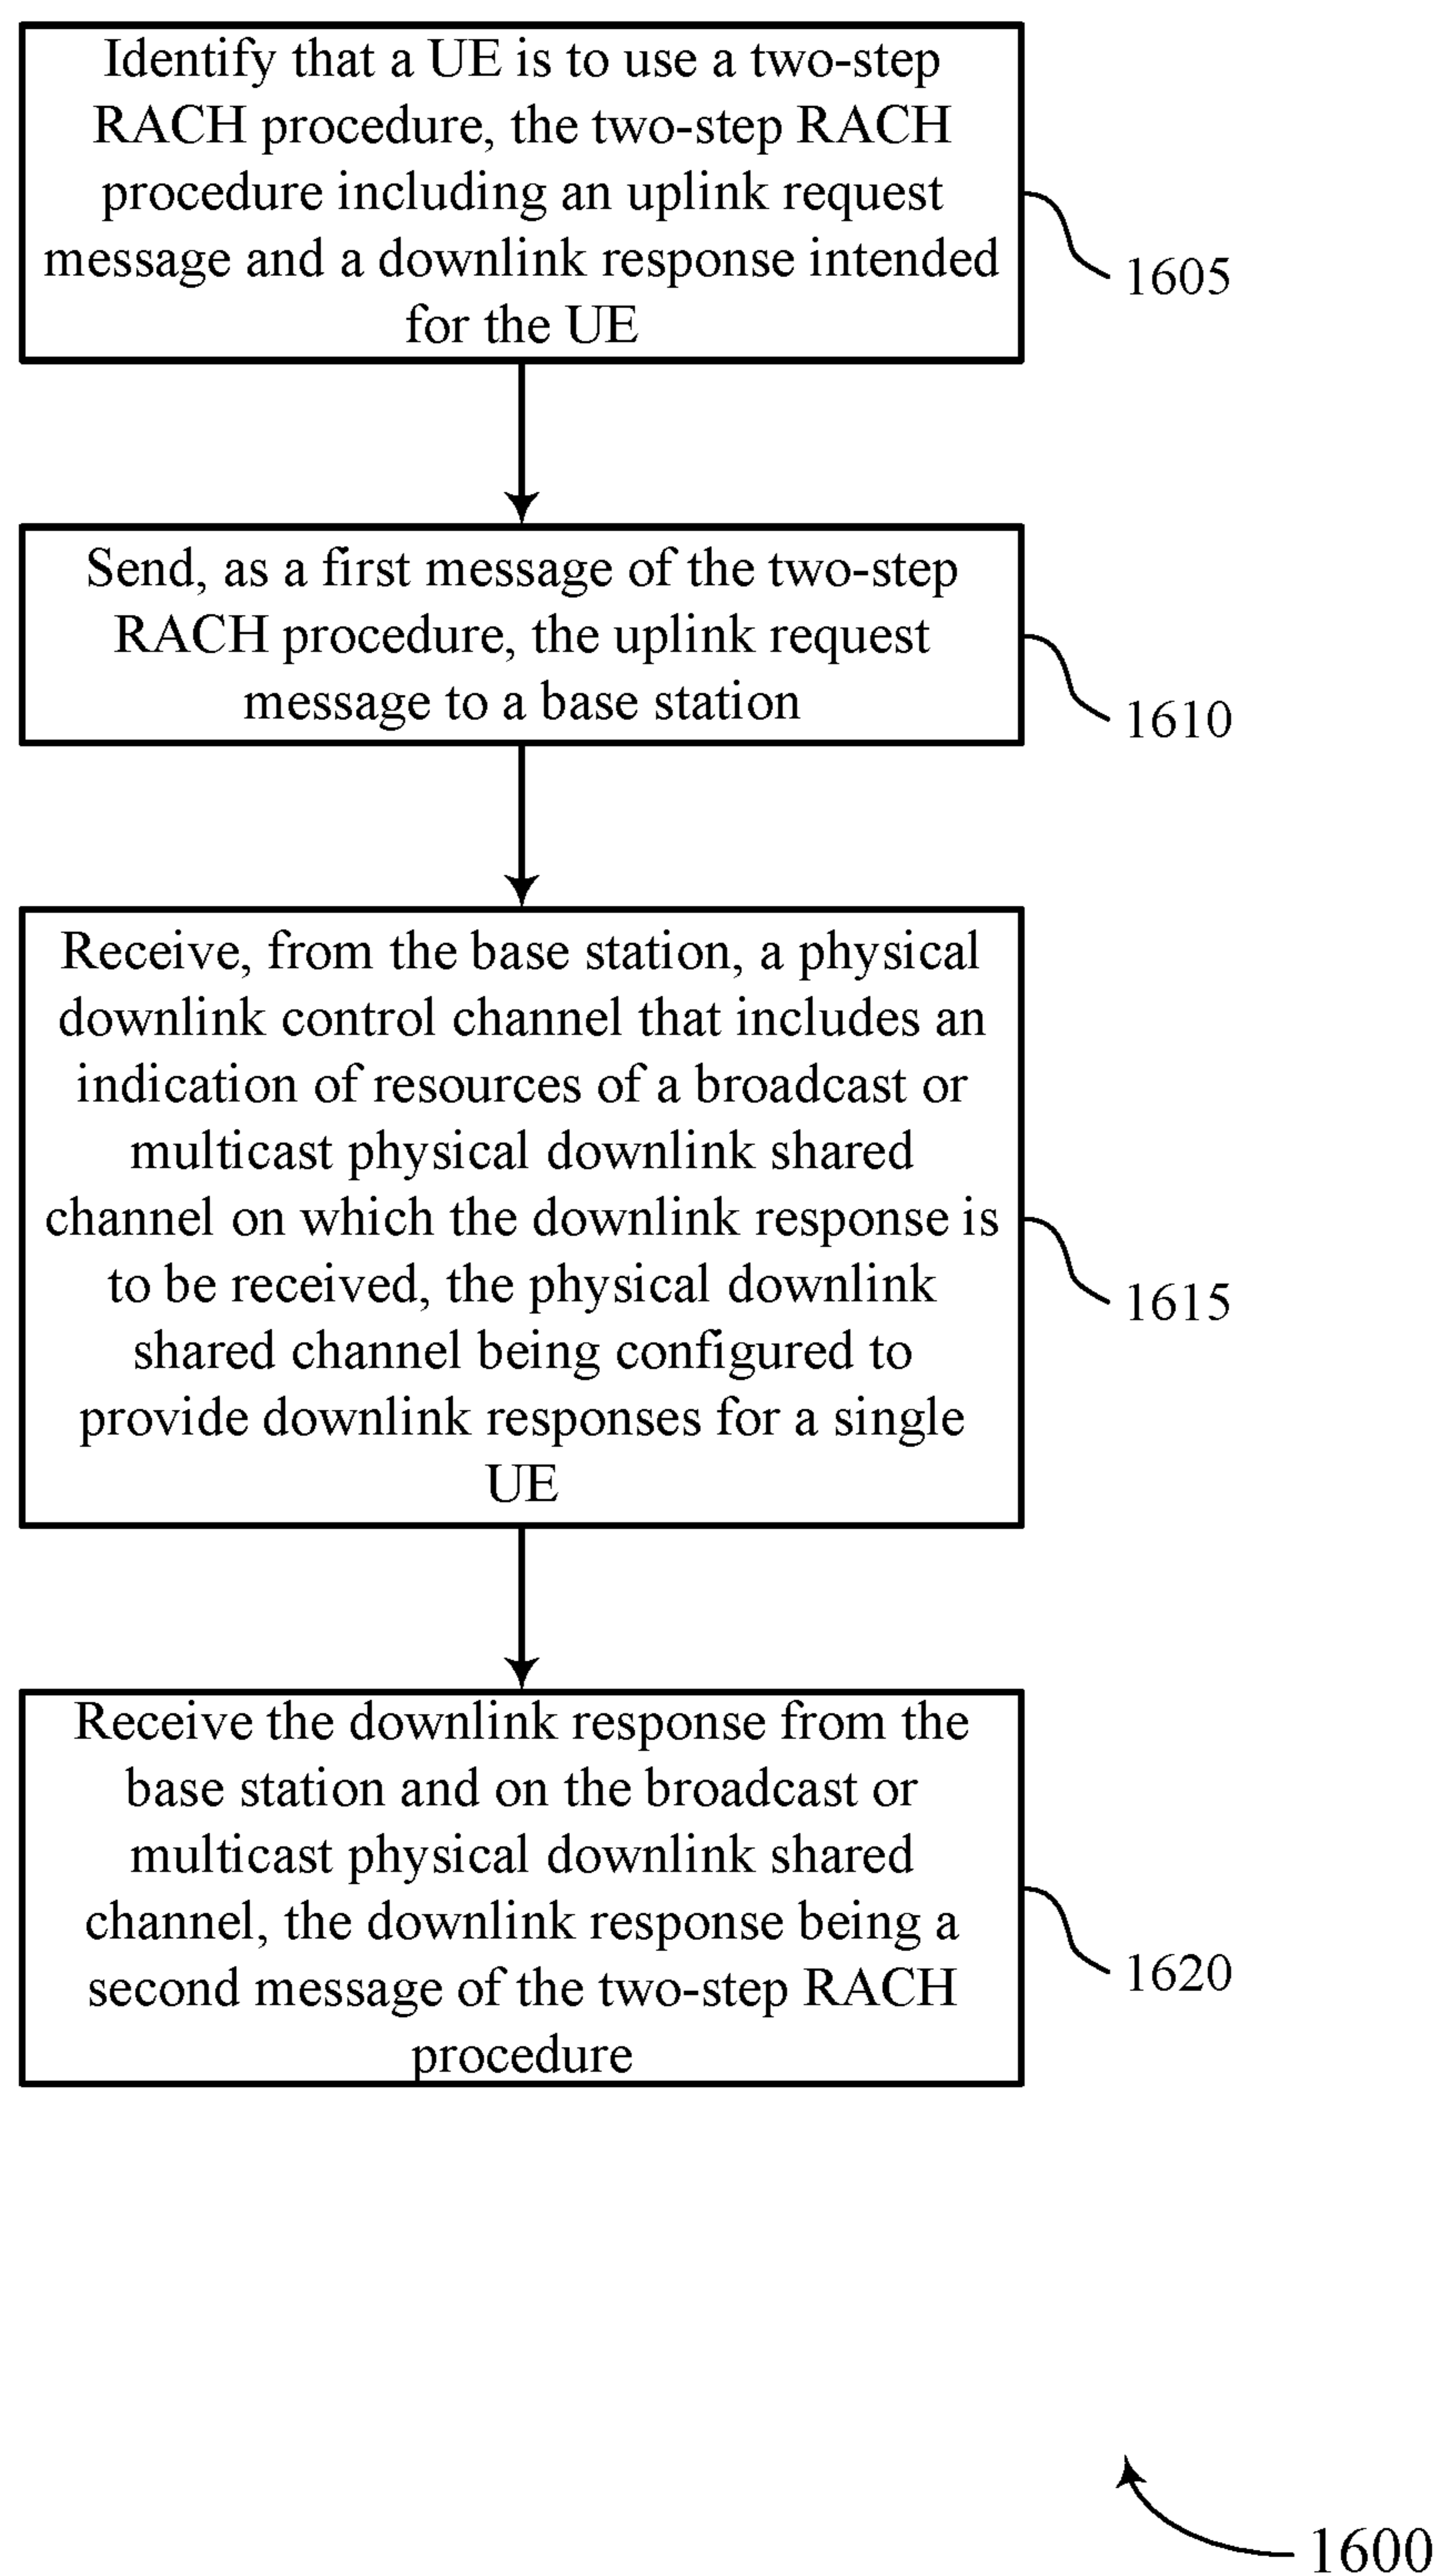 Identify that a UE is to use a two-step
RACH procedure, the two-step RACH
procedure including an uplink request
message and a downlink response intended
for the UE
1605
Send, as a first message of the two-step
RACH procedure, the uplink request
message to a base station
1610
Receive, from the base station, a physical
downlink control channel that includes an
indication of resources of a broadcast or
multicast physical downlink shared
channel on which the downlink response is
to be received, the physical downlink
shared channel being configured to
provide downlink responses for a single
UE
1615
Receive the downlink response from the
base station and on the broadcast or
multicast physical downlink shared
channel, the downlink response being a
second message of the two-step RACH
procedure
1620
1600